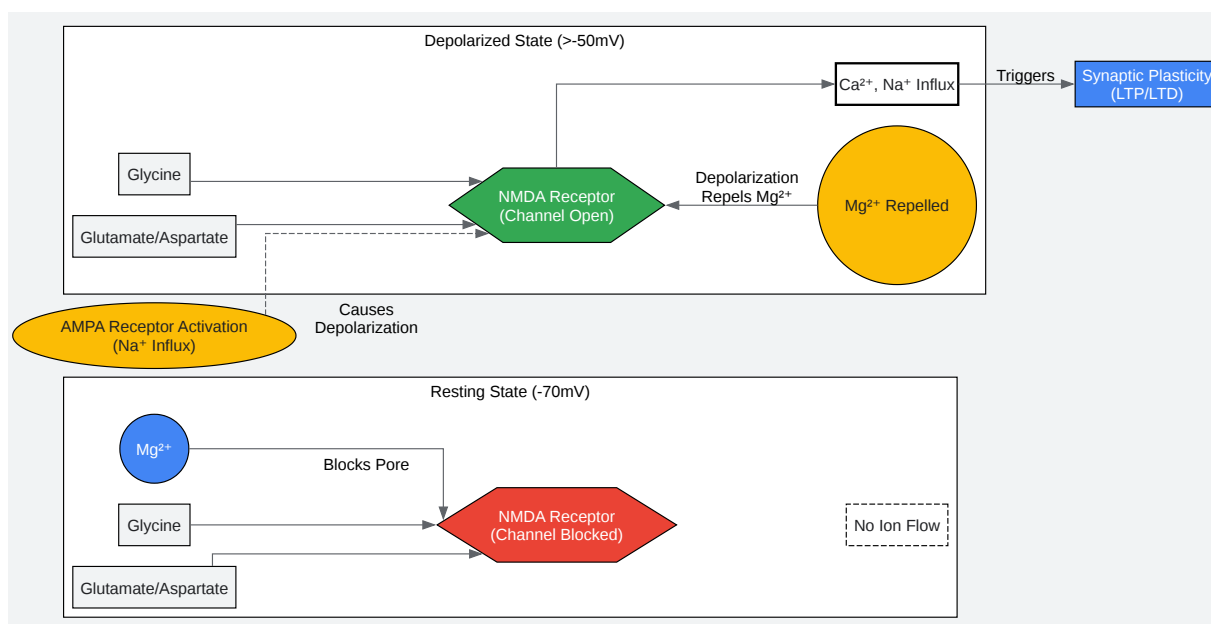 Depolarized State (>-50mV)
Ca²⁺, Na⁺ Influx
Triggers
Synaptic Plasticity
(LTP/LTD)
Glycine
NMDA Receptor
(Channel Open)
Depolarization
Repels Mg²⁺
Mg²⁺ Repelled
Glutamate/Aspartate
Causes
Depolarization
AMPA Receptor Activation
(Na⁺ Influx)
Resting State (-70mV)
Mg²⁺
Blocks Pore
Glycine
NMDA Receptor
(Channel Blocked)
No Ion Flow
Glutamate/Aspartate